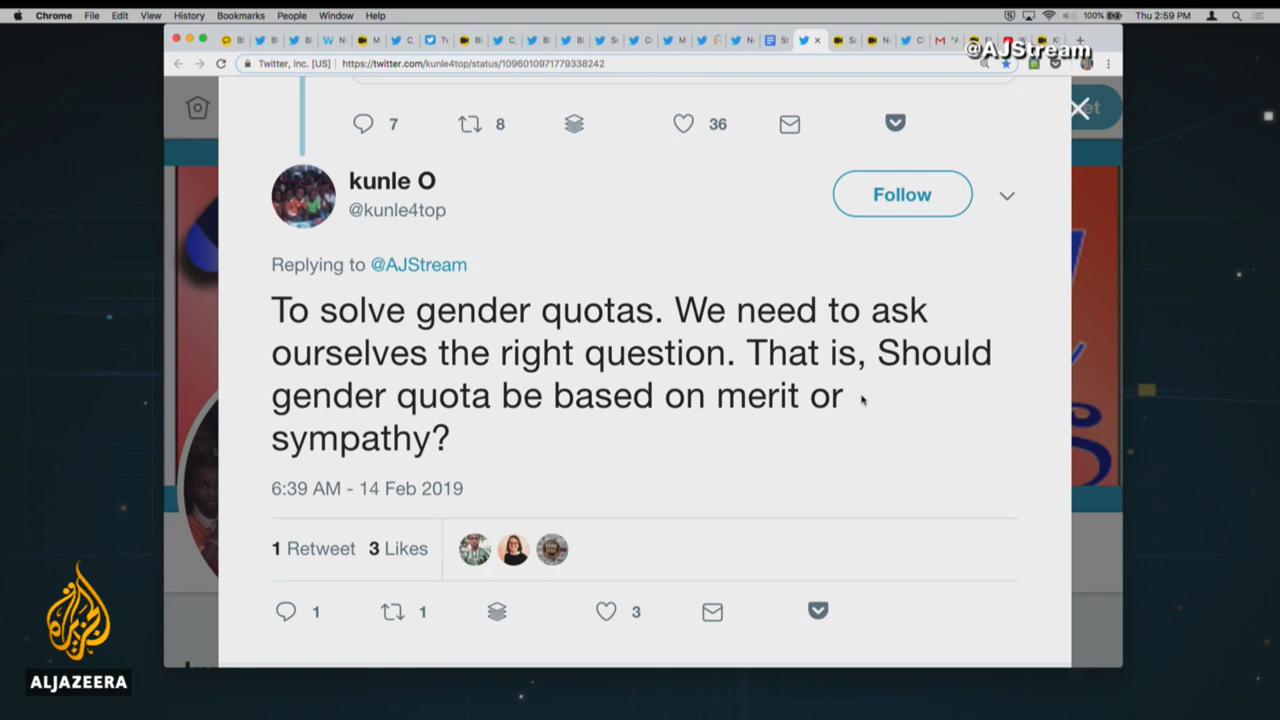 Chrome File Edit View History Bookmarks People Window Help
100%
Thu 2:59 PM
@AJStream
Twitter, Inc. [US] https://twitter.com/kunle4top/status/1096010971779338242
7 8 36
kunle O
@kunle4top
Follow
Replying to @AJStream
To solve gender quotas. We need to ask
ourselves the right question. That is, Should
gender quota be based on merit or
sympathy?
6:39 AM - 14 Feb 2019
1 Retweet 3 Likes
1 1 3
الجزيرة
ALJAZEERA